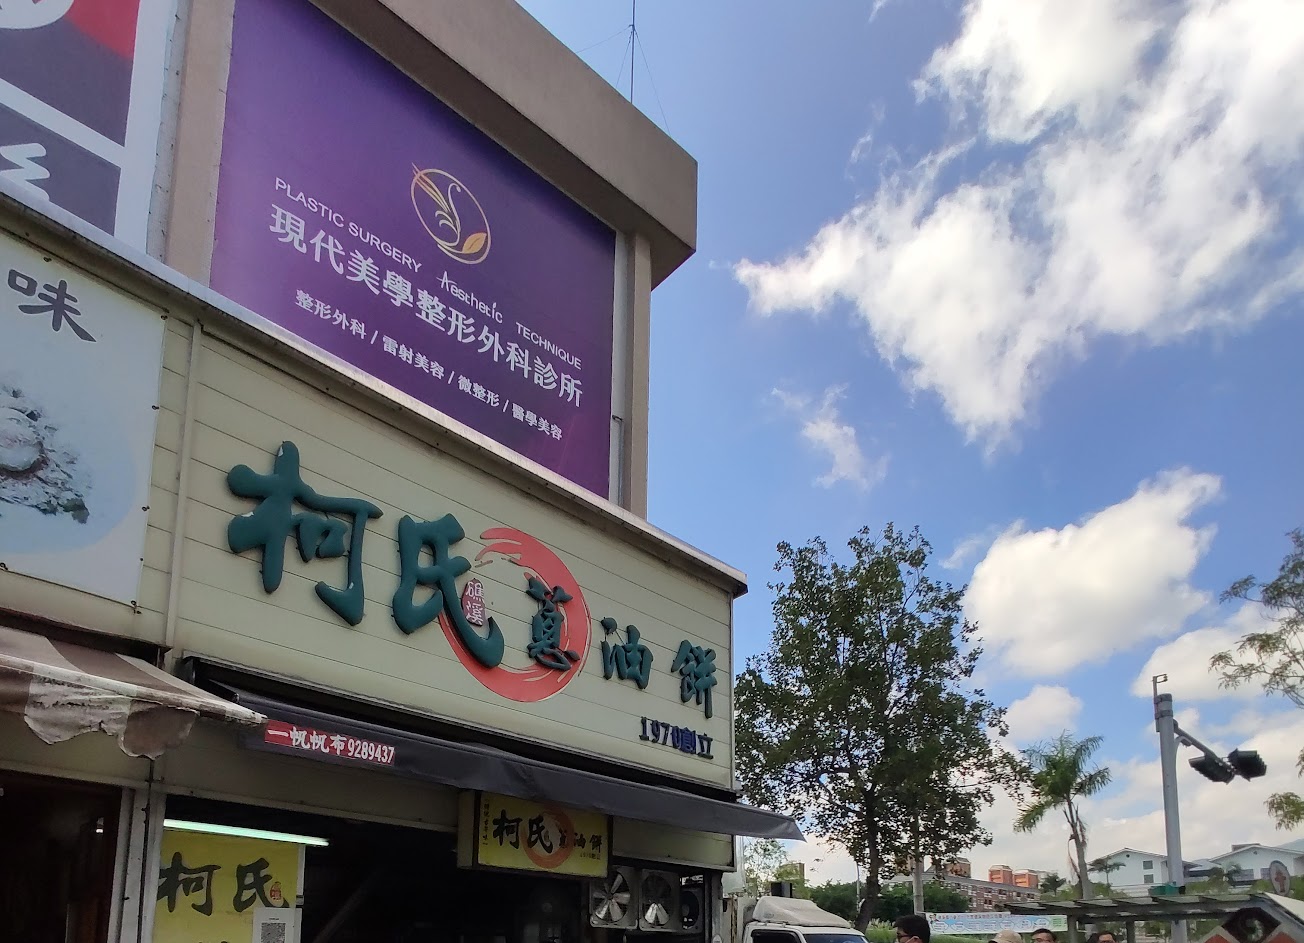 PLASTIC SURGERY Aesthetic TECHNIQUE
現代美學整形外科診所
整形外科 / 雷射美容 / 微整形 / 醫學美容
味
柯氏蔥油餅
礁溪
1970創立
一帆帆布9289437
柯氏蔥油餅
柯氏